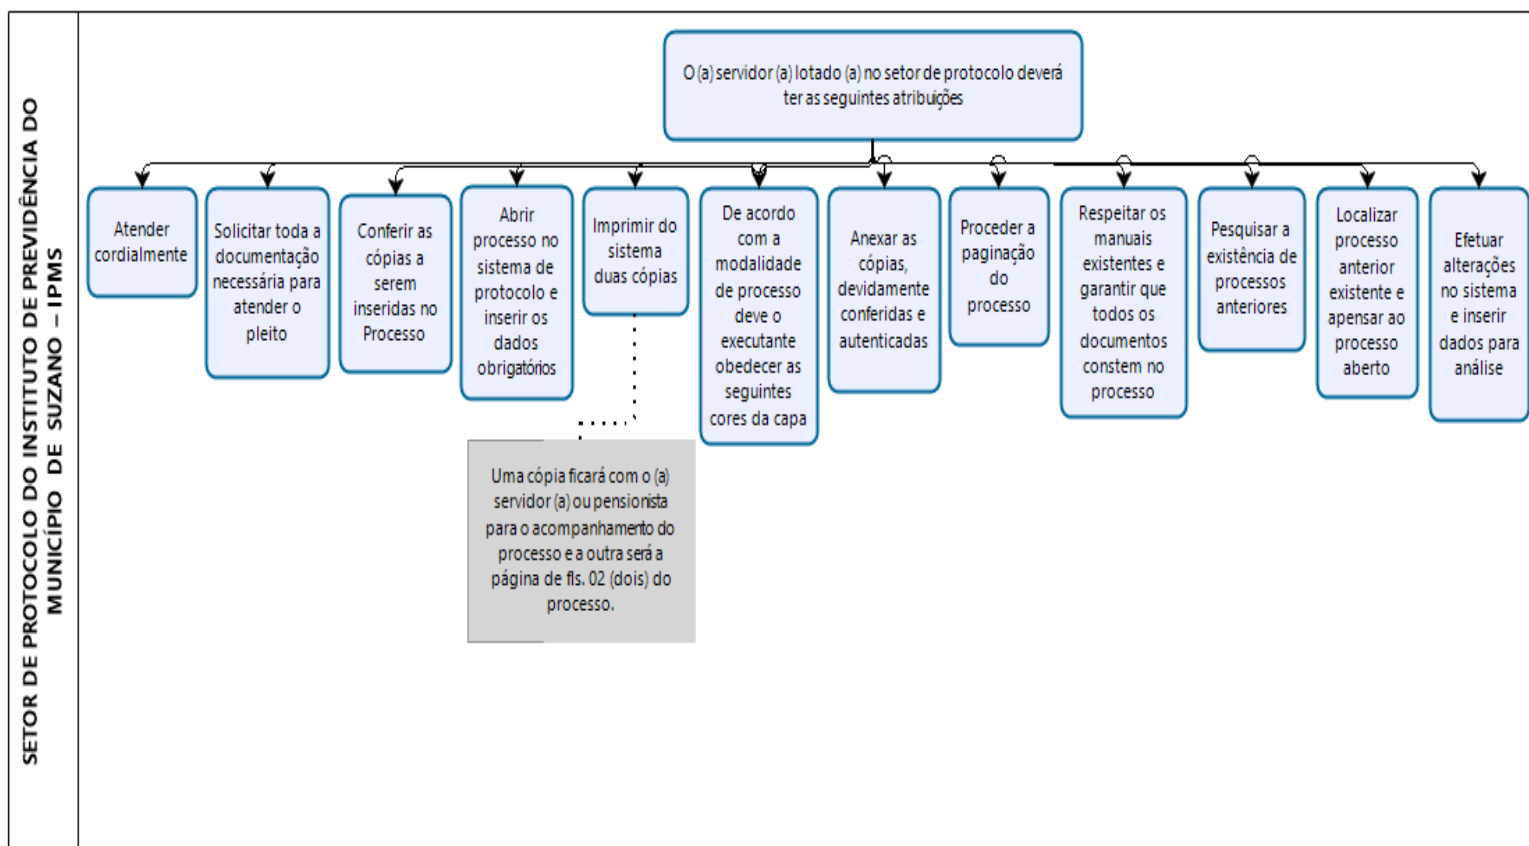 SETOR DE PROTOCOLO DO INSTITUTO DE PREVIDÊNCIA DO
MUNICÍPIO DE SUZANO – IPMS
O (a) servidor (a) lotado (a) no setor de protocolo deverá
ter as seguintes atribuições
Atender
cordialmente
Solicitar toda a
documentação
necessária para
atender o
pleito
Conferir as
cópias a
serem
inseridas no
Processo
Abrir
processo no
sistema de
protocolo e
inserir os
dados
obrigatórios
Imprimir do
sistema
duas cópias
De acordo
com a
modalidade
de processo
deve o
executante
obedecer as
seguintes
cores da capa
Anexar as
cópias,
devidamente
conferidas e
autenticadas
Proceder a
paginação
do
processo
Respeitar os
manuais
existentes e
garantir que
todos os
documentos
constem no
processo
Pesquisar a
existência de
processos
anteriores
Localizar
processo
anterior
existente e
apensar ao
processo
aberto
Efetuar
alterações
no sistema
e inserir
dados para
análise
Uma cópia ficará com o (a)
servidor (a) ou pensionista
para o acompanhamento do
processo e a outra será a
página de fls. 02 (dois) do
processo.